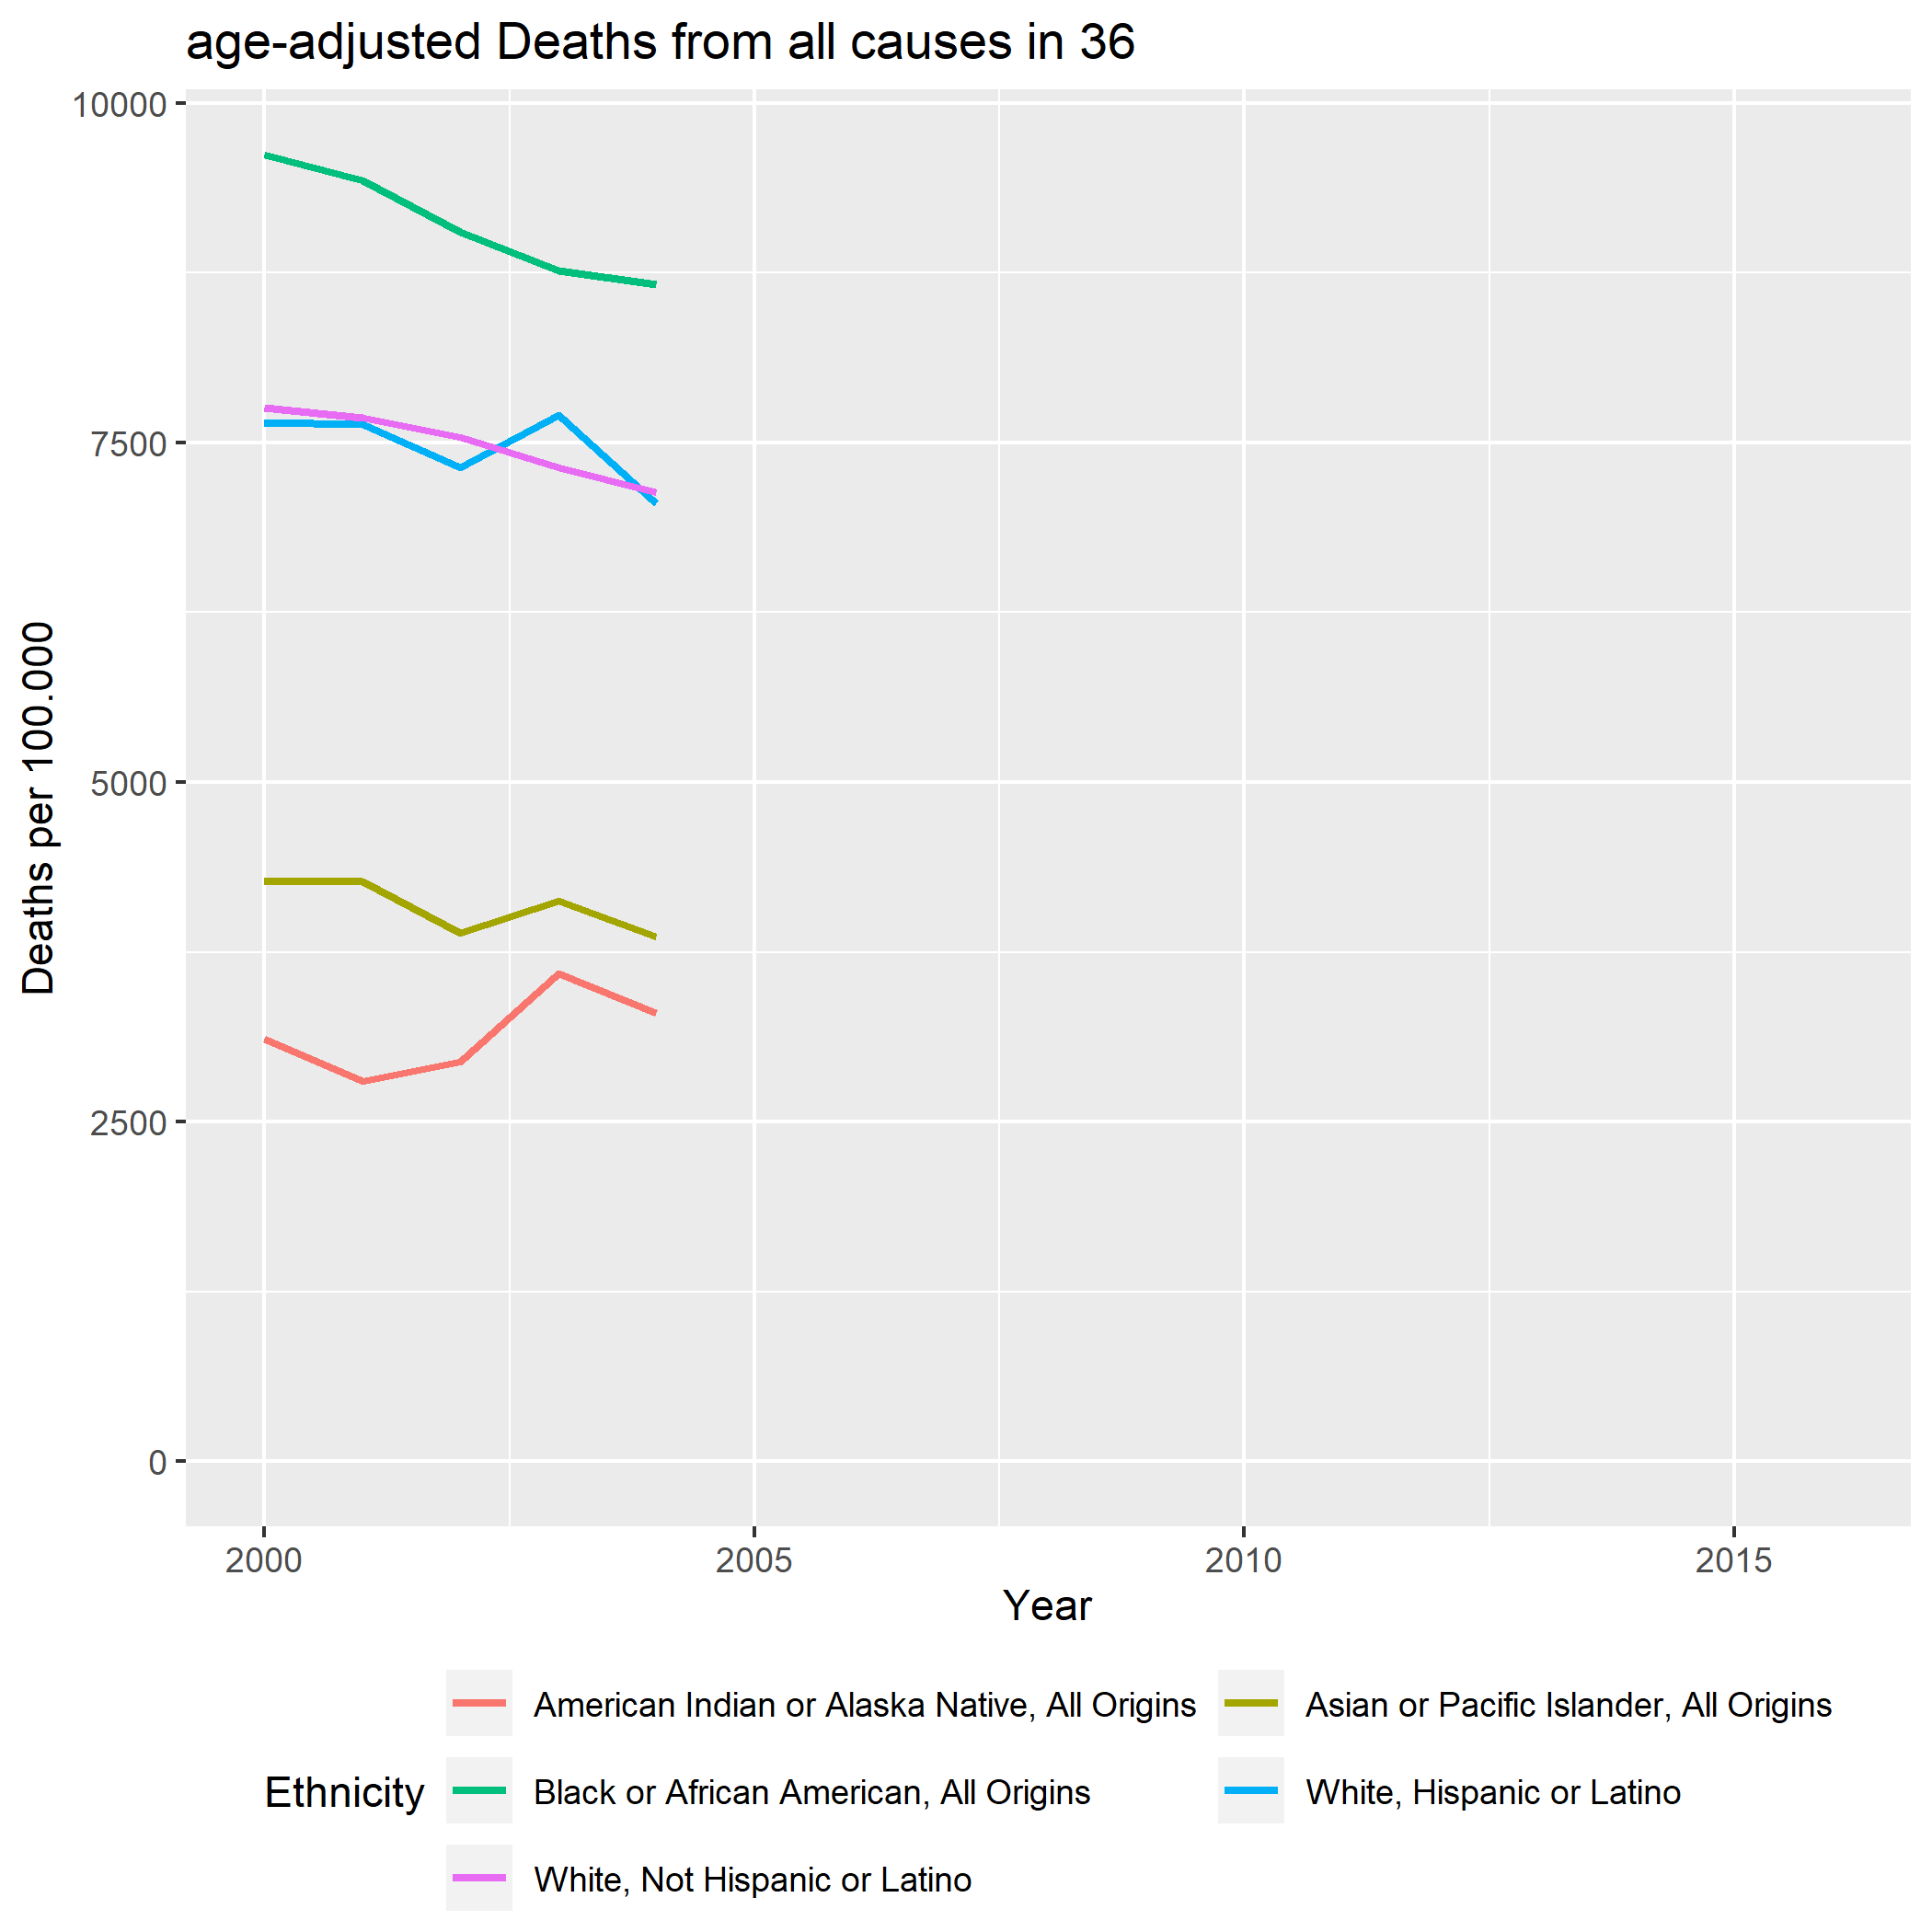 age-adjusted Deaths from all causes in 36
10000
7500
5000
2500
0
Deaths per 100.000
2000 2005 2010 2015
Year
Ethnicity
American Indian or Alaska Native, All Origins
Asian or Pacific Islander, All Origins
Black or African American, All Origins
White, Hispanic or Latino
White, Not Hispanic or Latino